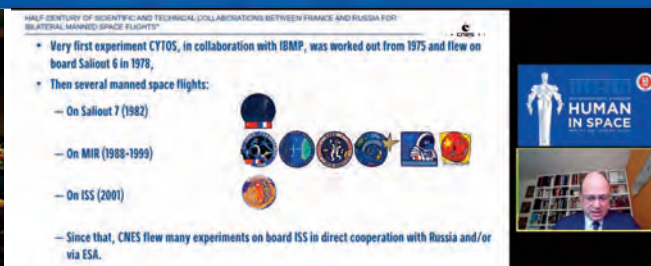 HALF CENTURY OF SCIENTIFIC AND TECHNICAL COLLABORATIONS BETWEEN FRANCE AND RUSSIA FOR
BILATERAL MANNED SPACE FLIGHTS"
cnes
• Very first experiment CYTOS, in collaboration with IBMP, was worked out from 1975 and flew on
board Saliout 6 in 1978,
• Then several manned space flights:
– On Saliout 7 (1982)
– On MIR (1988-1999)
– On ISS (2001)
– Since that, CNES flew many experiments on board ISS in direct cooperation with Russia and/or
via ESA.
HUMAN
IN SPACE